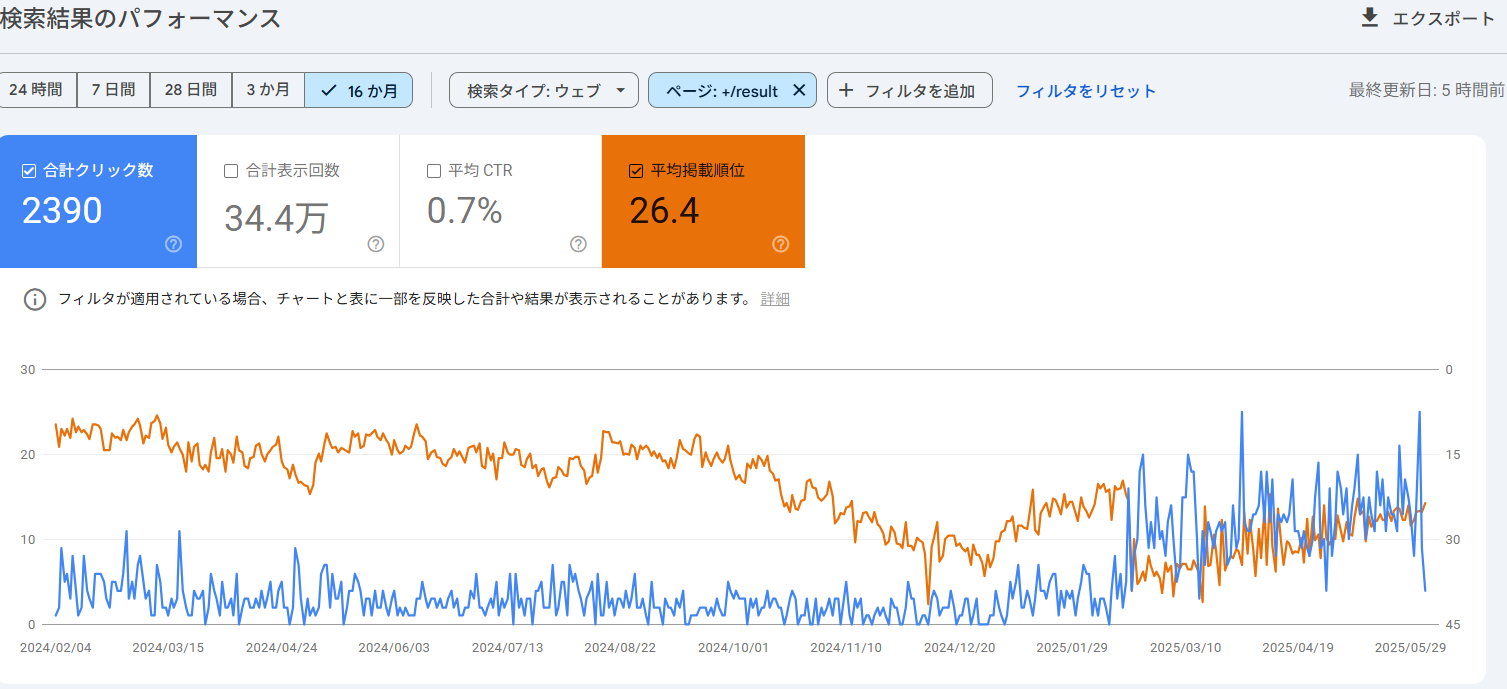 検索結果のパフォーマンス
エクスポート
24 時間 7 日間 28 日間 3 か月 16 か月 検索タイプ: ウェブ ページ: +/result フィルタを追加 フィルタをリセット 最終更新日: 5 時間前
合計クリック数 合計表示回数 平均 CTR 平均掲載順位
2390 34.4万 0.7% 26.4
フィルタが適用されている場合、チャートと表に一部を反映した合計や結果が表示されることがあります。 詳細
30 0
20 15
10 30
0 45
2024/02/04 2024/03/15 2024/04/24 2024/06/03 2024/07/13 2024/08/22 2024/10/01 2024/11/10 2024/12/20 2025/01/29 2025/03/10 2025/04/19 2025/05/29